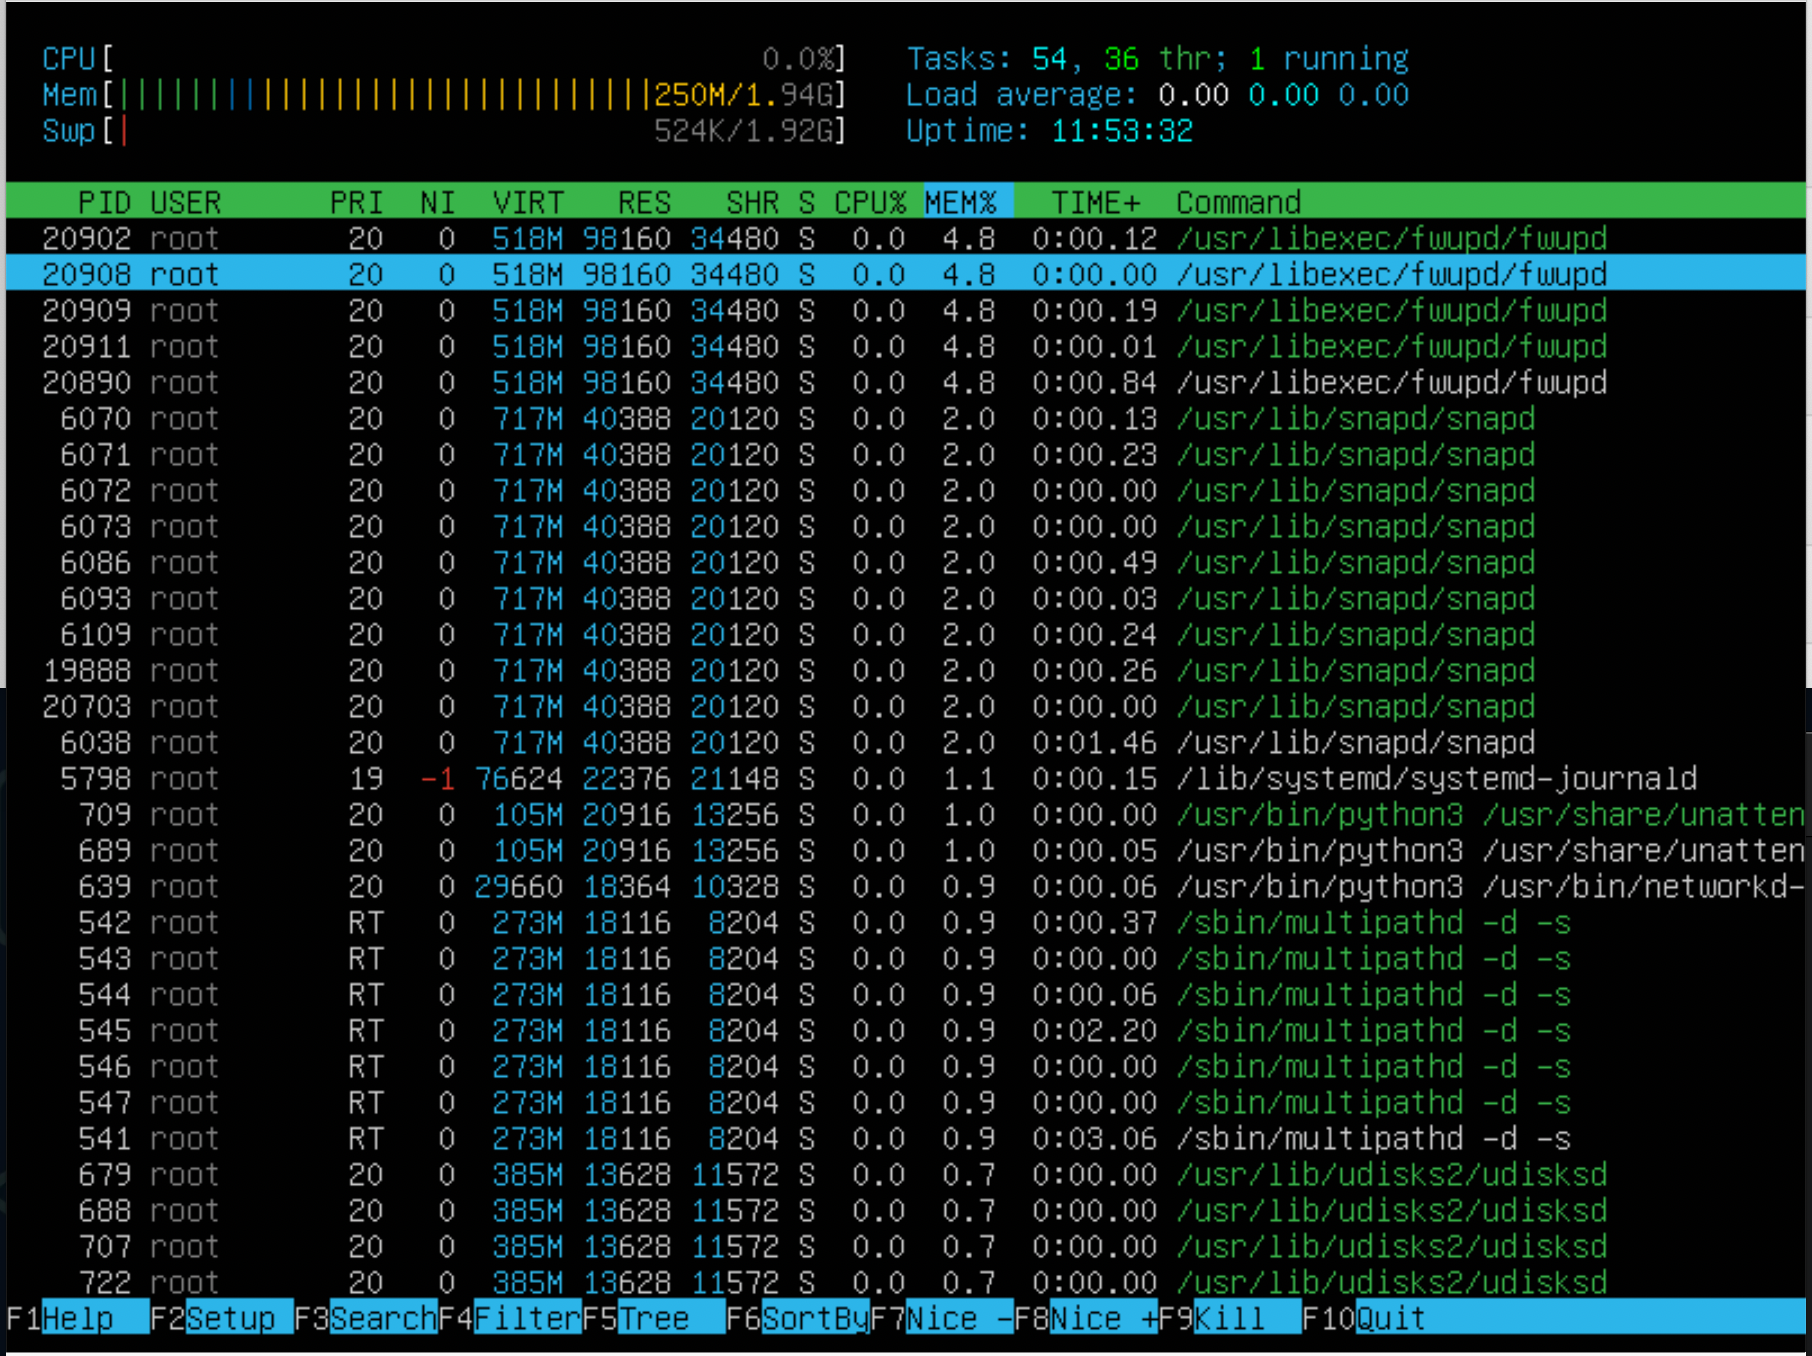 CPU[ 0.0%] Tasks: 54, 36 thr; 1 running
Mem[||||||||||||||||||||||||||||||250M/1.94G] Load average: 0.00 0.00 0.00
Swp[| 524K/1.92G] Uptime: 11:53:32
PID USER PRI NI VIRT RES SHR S CPU% MEM% TIME+ Command
20902 root 20 0 518M 98160 34480 S 0.0 4.8 0:00.12 /usr/libexec/fwupd/fwupd
20908 root 20 0 518M 98160 34480 S 0.0 4.8 0:00.00 /usr/libexec/fwupd/fwupd
20909 root 20 0 518M 98160 34480 S 0.0 4.8 0:00.19 /usr/libexec/fwupd/fwupd
20911 root 20 0 518M 98160 34480 S 0.0 4.8 0:00.01 /usr/libexec/fwupd/fwupd
20890 root 20 0 518M 98160 34480 S 0.0 4.8 0:00.84 /usr/libexec/fwupd/fwupd
6070 root 20 0 717M 40388 20120 S 0.0 2.0 0:00.13 /usr/lib/snapd/snapd
6071 root 20 0 717M 40388 20120 S 0.0 2.0 0:00.23 /usr/lib/snapd/snapd
6072 root 20 0 717M 40388 20120 S 0.0 2.0 0:00.00 /usr/lib/snapd/snapd
6073 root 20 0 717M 40388 20120 S 0.0 2.0 0:00.00 /usr/lib/snapd/snapd
6086 root 20 0 717M 40388 20120 S 0.0 2.0 0:00.49 /usr/lib/snapd/snapd
6093 root 20 0 717M 40388 20120 S 0.0 2.0 0:00.03 /usr/lib/snapd/snapd
6109 root 20 0 717M 40388 20120 S 0.0 2.0 0:00.24 /usr/lib/snapd/snapd
19888 root 20 0 717M 40388 20120 S 0.0 2.0 0:00.26 /usr/lib/snapd/snapd
20703 root 20 0 717M 40388 20120 S 0.0 2.0 0:00.00 /usr/lib/snapd/snapd
6038 root 20 0 717M 40388 20120 S 0.0 2.0 0:01.46 /usr/lib/snapd/snapd
5798 root 19 -1 76624 22376 21148 S 0.0 1.1 0:00.15 /lib/systemd/systemd-journald
709 root 20 0 105M 20916 13256 S 0.0 1.0 0:00.00 /usr/bin/python3 /usr/share/unatten
689 root 20 0 105M 20916 13256 S 0.0 1.0 0:00.05 /usr/bin/python3 /usr/share/unatten
639 root 20 0 29660 18364 10328 S 0.0 0.9 0:00.06 /usr/bin/python3 /usr/bin/networkd-
542 root RT 0 273M 18116 8204 S 0.0 0.9 0:00.37 /sbin/multipathd -d -s
543 root RT 0 273M 18116 8204 S 0.0 0.9 0:00.00 /sbin/multipathd -d -s
544 root RT 0 273M 18116 8204 S 0.0 0.9 0:00.06 /sbin/multipathd -d -s
545 root RT 0 273M 18116 8204 S 0.0 0.9 0:02.20 /sbin/multipathd -d -s
546 root RT 0 273M 18116 8204 S 0.0 0.9 0:00.00 /sbin/multipathd -d -s
547 root RT 0 273M 18116 8204 S 0.0 0.9 0:00.00 /sbin/multipathd -d -s
541 root RT 0 273M 18116 8204 S 0.0 0.9 0:03.06 /sbin/multipathd -d -s
679 root 20 0 385M 13628 11572 S 0.0 0.7 0:00.00 /usr/lib/udisks2/udisksd
688 root 20 0 385M 13628 11572 S 0.0 0.7 0:00.00 /usr/lib/udisks2/udisksd
707 root 20 0 385M 13628 11572 S 0.0 0.7 0:00.00 /usr/lib/udisks2/udisksd
722 root 20 0 385M 13628 11572 S 0.0 0.7 0:00.00 /usr/lib/udisks2/udisksd
F1Help F2Setup F3SearchF4FilterF5Tree F6SortByF7Nice -F8Nice +F9Kill F10Quit